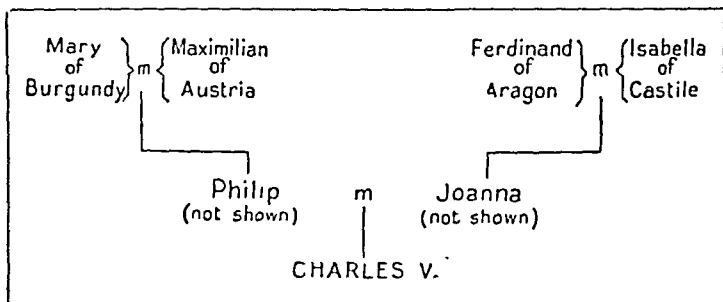 Mary of Burgundy } m { Maximilian of Austria
Ferdinand of Aragon } m { Isabella of Castile
Philip m Joanna
(not shown) (not shown)
CHARLES V.